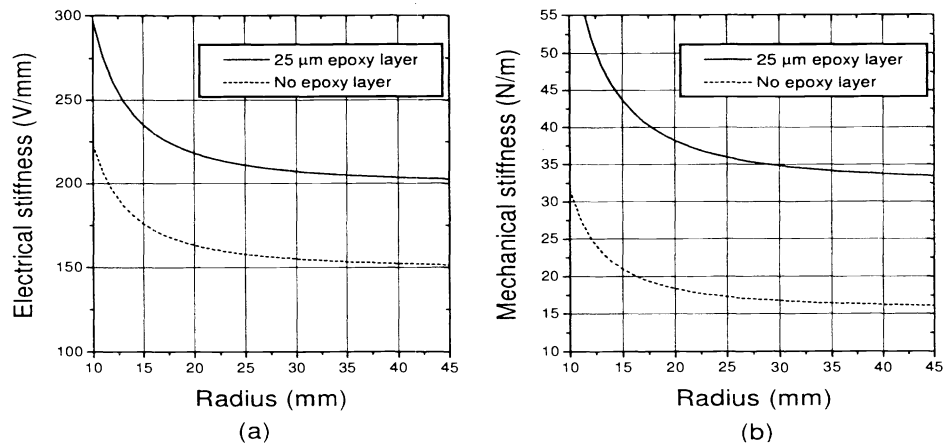 Electrical stiffness (V/mm)
300
250
200
150
100
25 µm epoxy layer
No epoxy layer
10 15 20 25 30 35 40 45
Radius (mm)
(a)
Mechanical stiffness (N/m)
55
50
45
40
35
30
25
20
15
10
25 µm epoxy layer
No epoxy layer
10 15 20 25 30 35 40 45
Radius (mm)
(b)